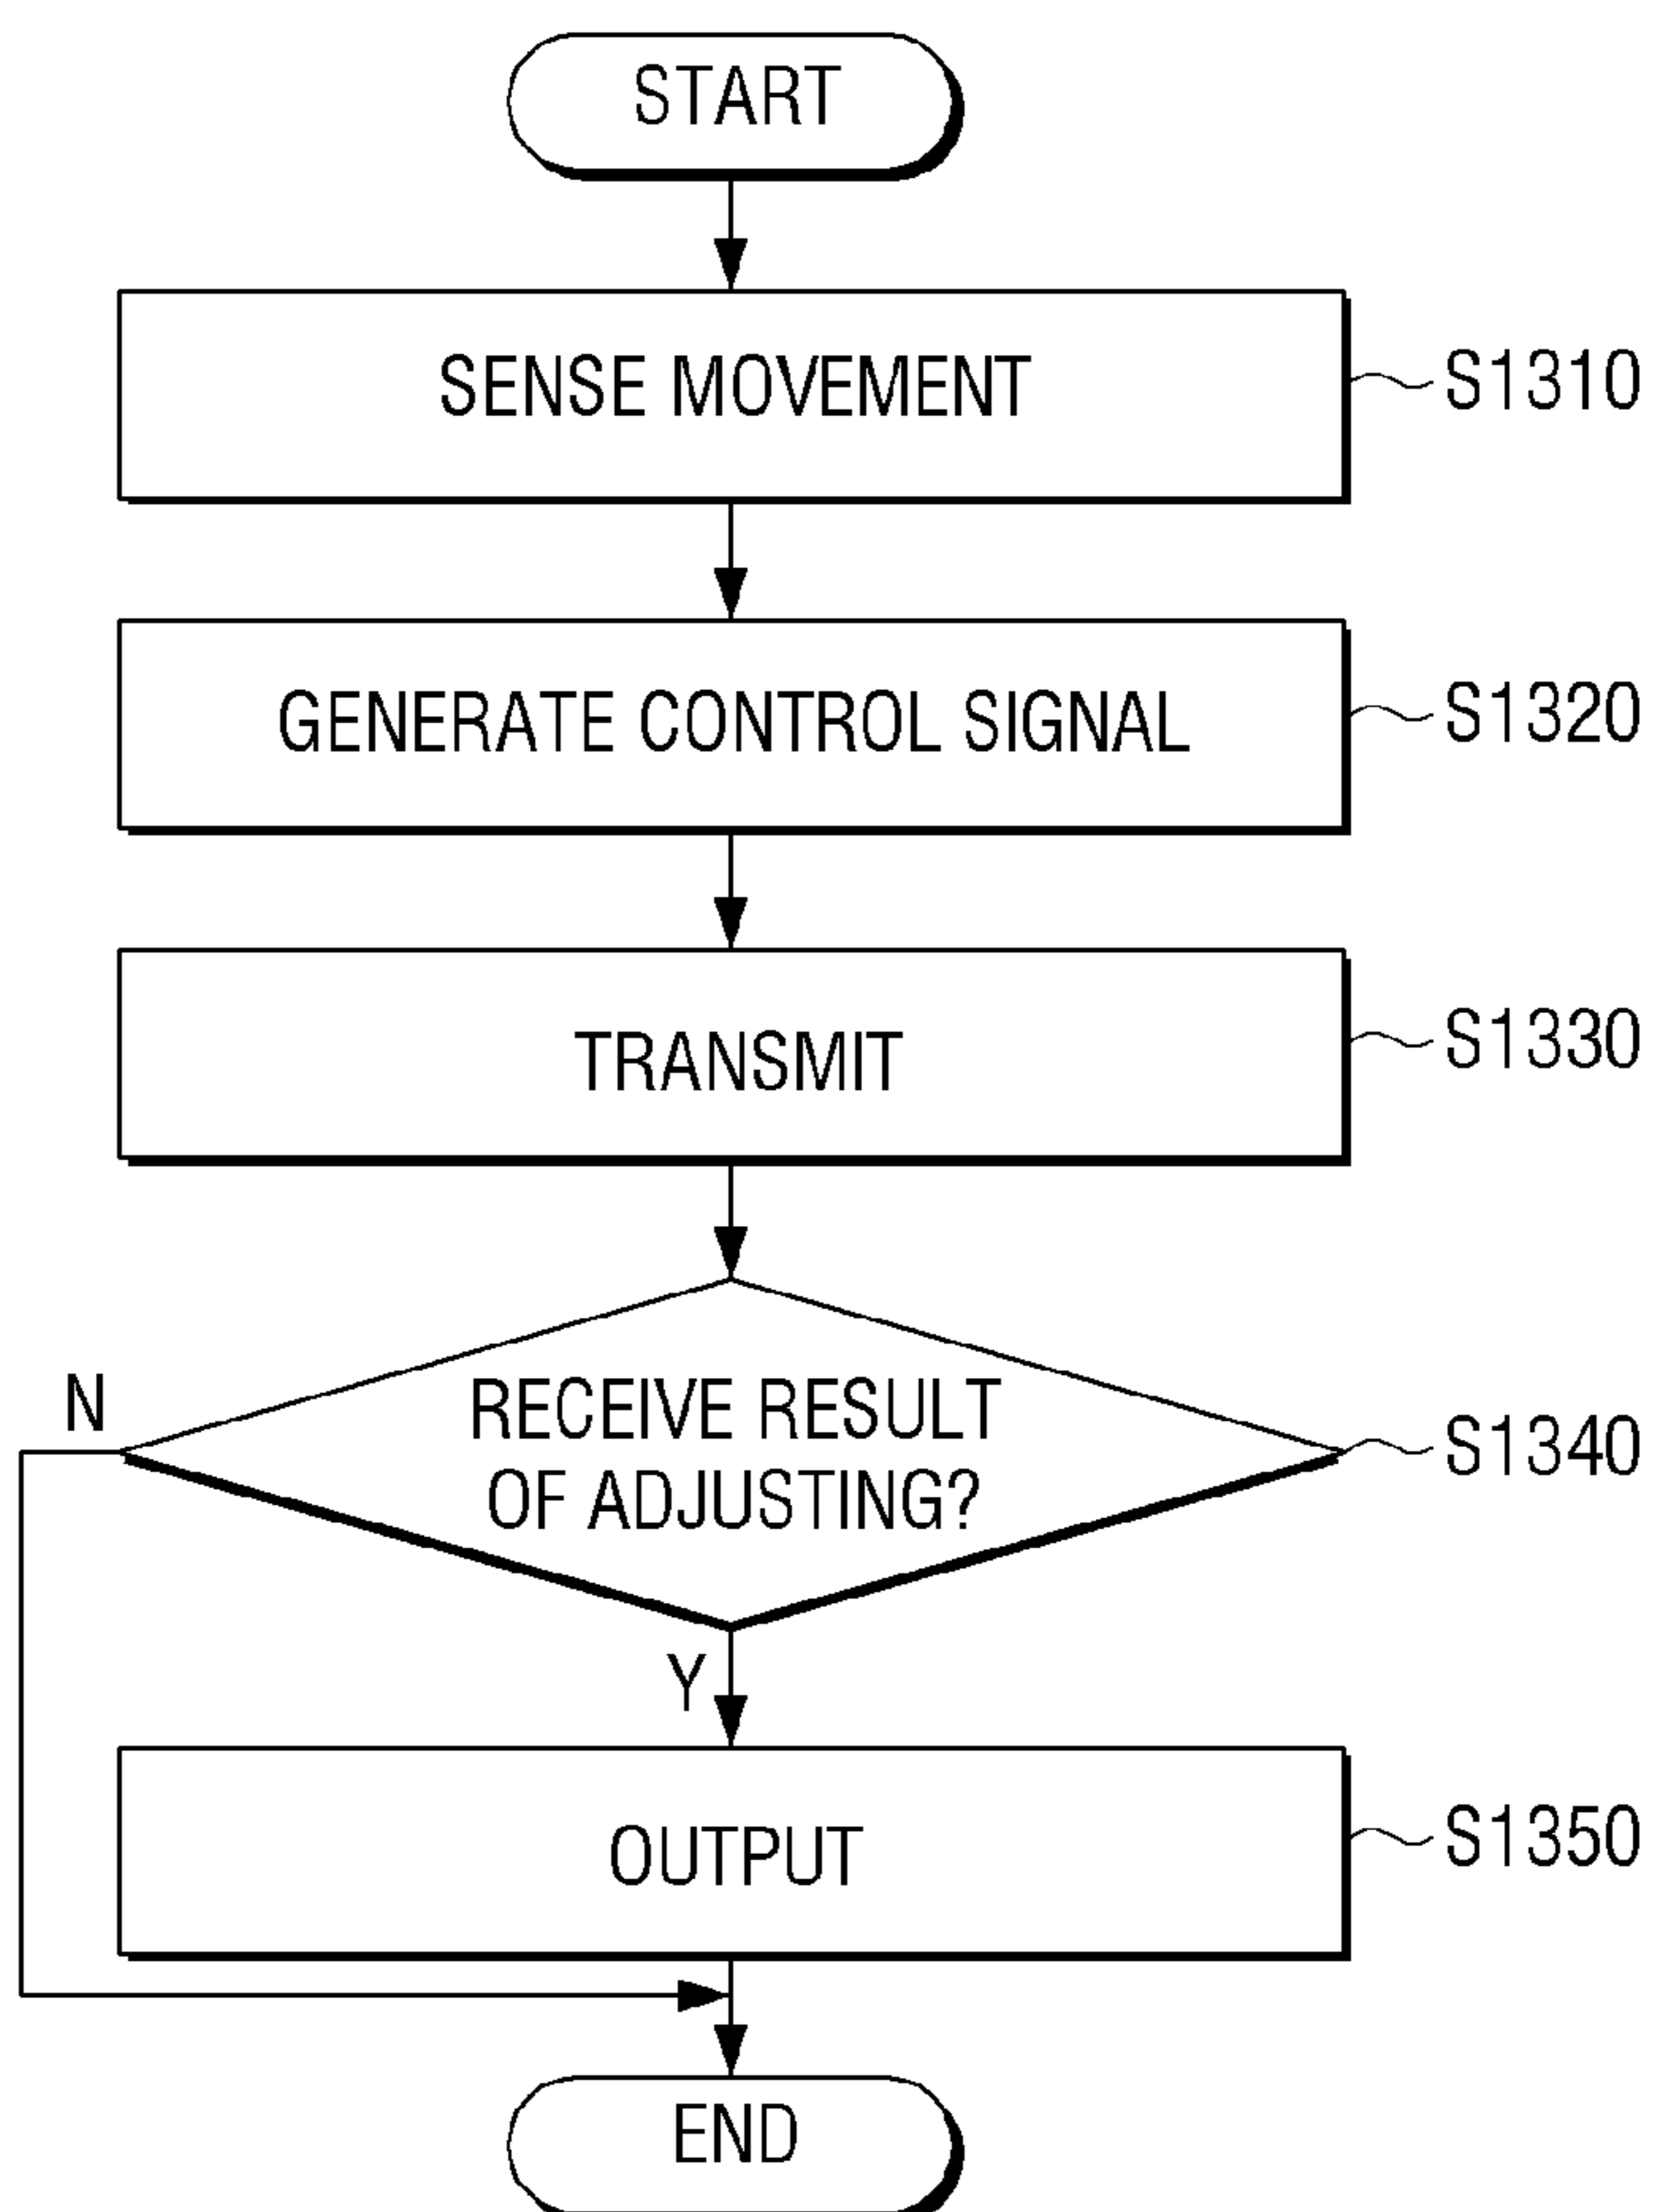 START
SENSE MOVEMENT
S1310
GENERATE CONTROL SIGNAL
S1320
TRANSMIT
S1330
N
RECEIVE RESULT
OF ADJUSTING?
S1340
Y
OUTPUT
S1350
END